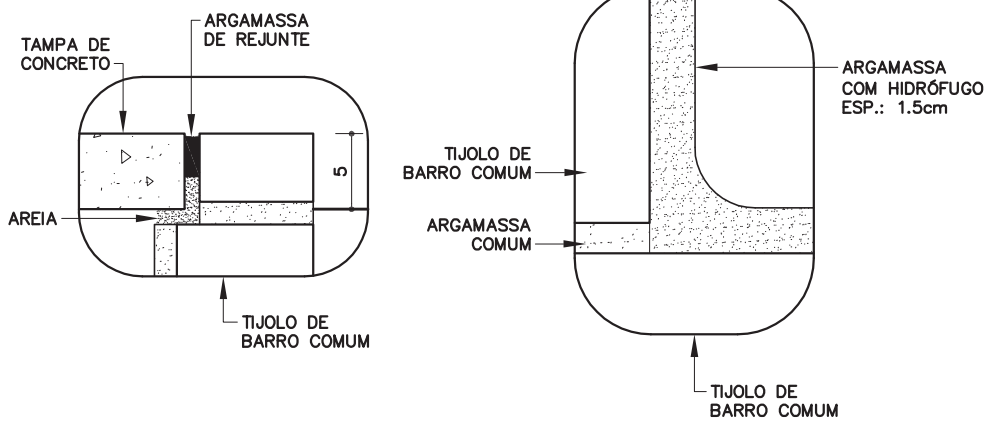 ARGAMASSA
DE REJUNTE
TAMPA DE
CONCRETO
5
AREIA
TIJOLO DE
BARRO COMUM
ARGAMASSA
COM HIDRÓFUGO
ESP.: 1.5cm
TIJOLO DE
BARRO COMUM
ARGAMASSA
COMUM
TIJOLO DE
BARRO COMUM